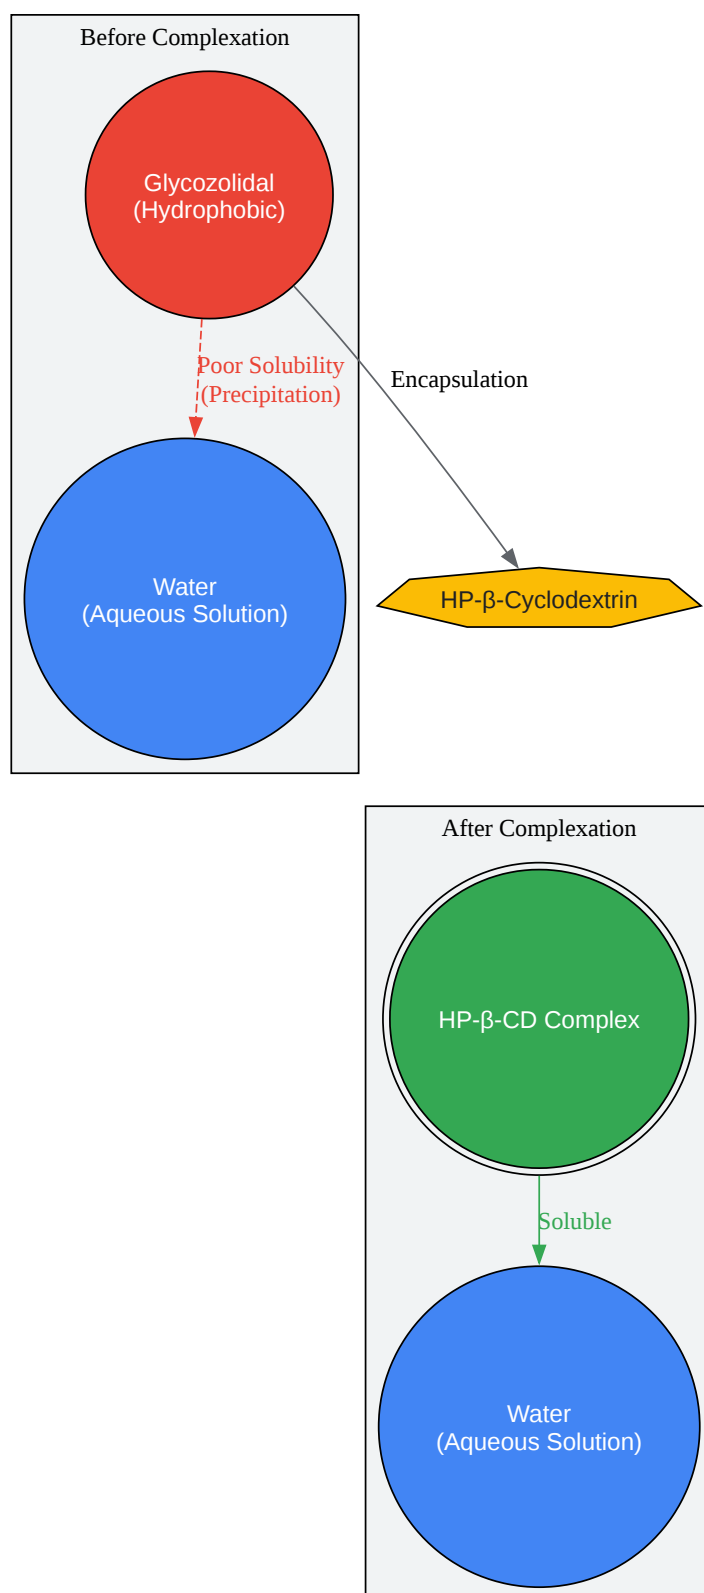 Before Complexation
Glycozolidal
(Hydrophobic)
Poor Solubility
(Precipitation)
Encapsulation
Water
(Aqueous Solution)
HP-β-Cyclodextrin
After Complexation
HP-β-CD Complex
Soluble
Water
(Aqueous Solution)